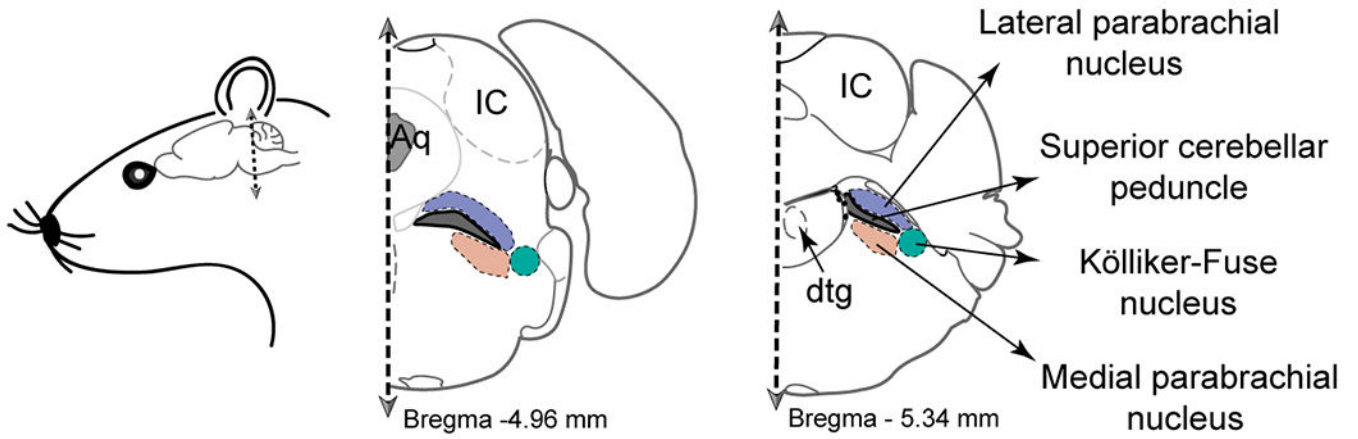 IC
Aq
Bregma -4.96 mm
IC
dtg
Bregma - 5.34 mm
Lateral parabrachial
nucleus
Superior cerebellar
peduncle
Kölliker-Fuse
nucleus
Medial parabrachial
nucleus